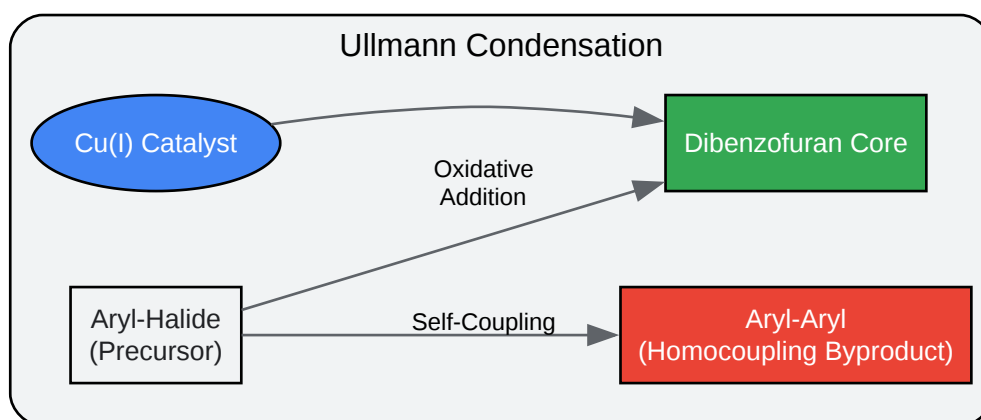 Ullmann Condensation
Cu(I) Catalyst
Dibenzofuran Core
Oxidative
Addition
Aryl-Halide
(Precursor)
Self-Coupling
Aryl-Aryl
(Homocoupling Byproduct)